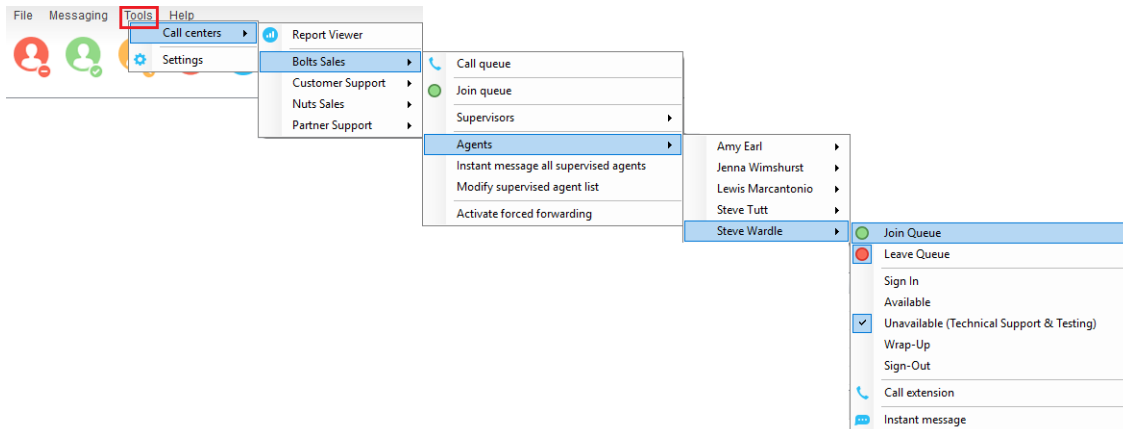 File Messaging Tools Help
Call centers
Settings
Report Viewer
Bolts Sales
Customer Support
Nuts Sales
Partner Support
Call queue
Join queue
Supervisors
Agents
Instant message all supervised agents
Modify supervised agent list
Activate forced forwarding
Amy Earl
Jenna Wimshurst
Lewis Marcantonio
Steve Tutt
Steve Wardle
Join Queue
Leave Queue
Sign In
Available
Unavailable (Technical Support & Testing)
Wrap-Up
Sign-Out
Call extension
Instant message